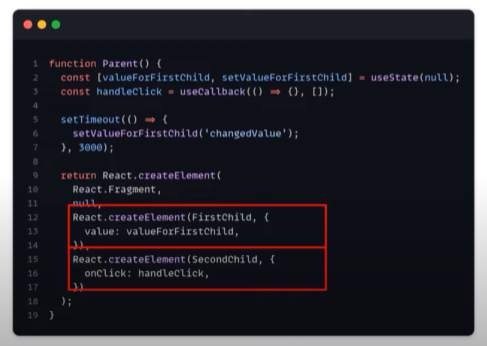 1 function Parent() {
2 const [valueForFirstChild, setValueForFirstChild] = useState(null);
3 const handleClick = useCallback(() => {}, []);
4
5 setTimeout(() => {
6 setValueForFirstChild('changedValue');
7 }, 3000);
8
9 return React.createElement(
10 React.Fragment,
11 null,
12 React.createElement(FirstChild, {
13 value: valueForFirstChild,
14 }),
15 React.createElement(SecondChild, {
16 onClick: handleClick,
17 })
18 );
19 }